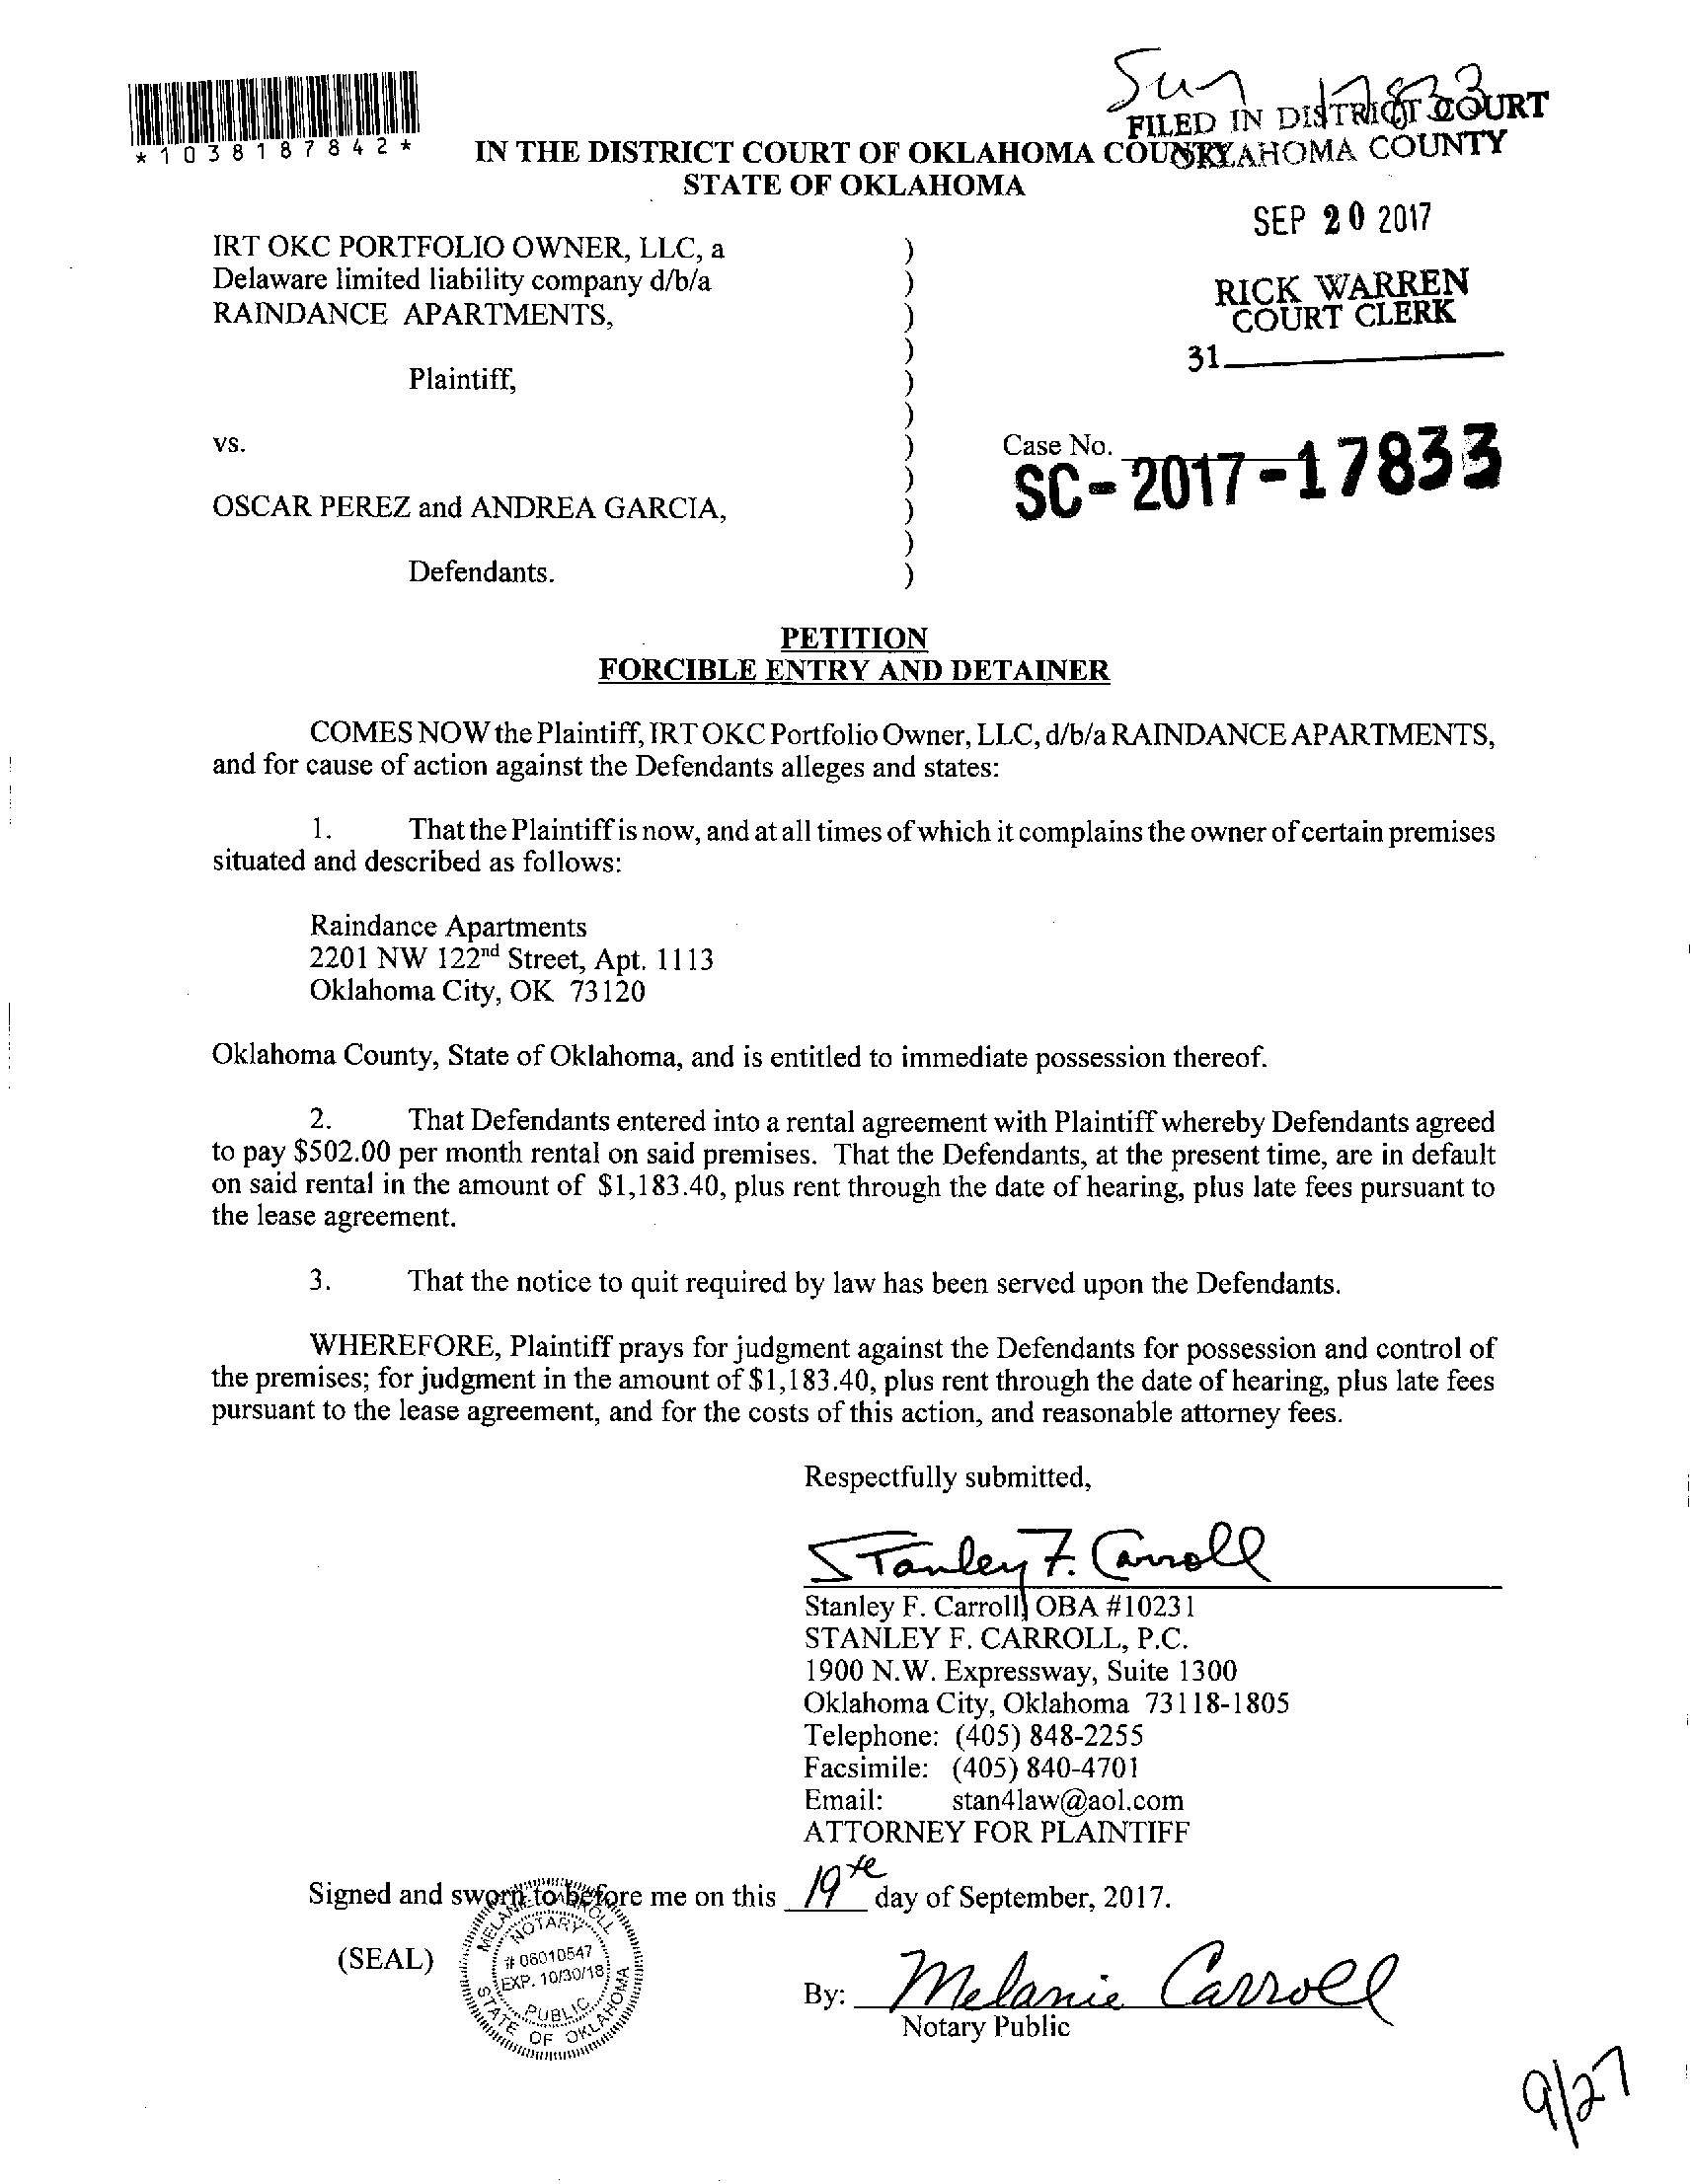 Sun 17833
FILED IN DISTRICT COURT
*1038187842*
IN THE DISTRICT COURT OF OKLAHOMA COUNTY
OKLAHOMA COUNTY
STATE OF OKLAHOMA
SEP 20 2017
IRT OKC PORTFOLIO OWNER, LLC, a )
Delaware limited liability company d/b/a )
RAINDANCE APARTMENTS, )
RICK WARREN
COURT CLERK
)
31
Plaintiff, )
)
vs. )
Case No.
)
SC-2017-17833
OSCAR PEREZ and ANDREA GARCIA, )
)
Defendants. )
PETITION
FORCIBLE ENTRY AND DETAINER
COMES NOW the Plaintiff, IRT OKC Portfolio Owner, LLC, d/b/a RAINDANCE APARTMENTS,
and for cause of action against the Defendants alleges and states:
1. That the Plaintiff is now, and at all times of which it complains the owner of certain premises
situated and described as follows:
Raindance Apartments
2201 NW 122nd Street, Apt. 1113
Oklahoma City, OK 73120
Oklahoma County, State of Oklahoma, and is entitled to immediate possession thereof.
2. That Defendants entered into a rental agreement with Plaintiff whereby Defendants agreed
to pay $502.00 per month rental on said premises. That the Defendants, at the present time, are in default
on said rental in the amount of $1,183.40, plus rent through the date of hearing, plus late fees pursuant to
the lease agreement.
3. That the notice to quit required by law has been served upon the Defendants.
WHEREFORE, Plaintiff prays for judgment against the Defendants for possession and control of
the premises; for judgment in the amount of $1,183.40, plus rent through the date of hearing, plus late fees
pursuant to the lease agreement, and for the costs of this action, and reasonable attorney fees.
Respectfully submitted,
Stanley F. Carroll
Stanley F. Carroll, OBA #10231
STANLEY F. CARROLL, P.C.
1900 N.W. Expressway, Suite 1300
Oklahoma City, Oklahoma 73118-1805
Telephone: (405) 848-2255
Facsimile: (405) 840-4701
Email: stan4law@aol.com
ATTORNEY FOR PLAINTIFF
Signed and sworn to before me on this 19th day of September, 2017.
(SEAL)
MELANIE CARROLL
NOTARY
# 06010547
EXP. 10/30/18
PUBLIC
STATE OF OKLAHOMA
By: Melanie Carroll
Notary Public
9/27